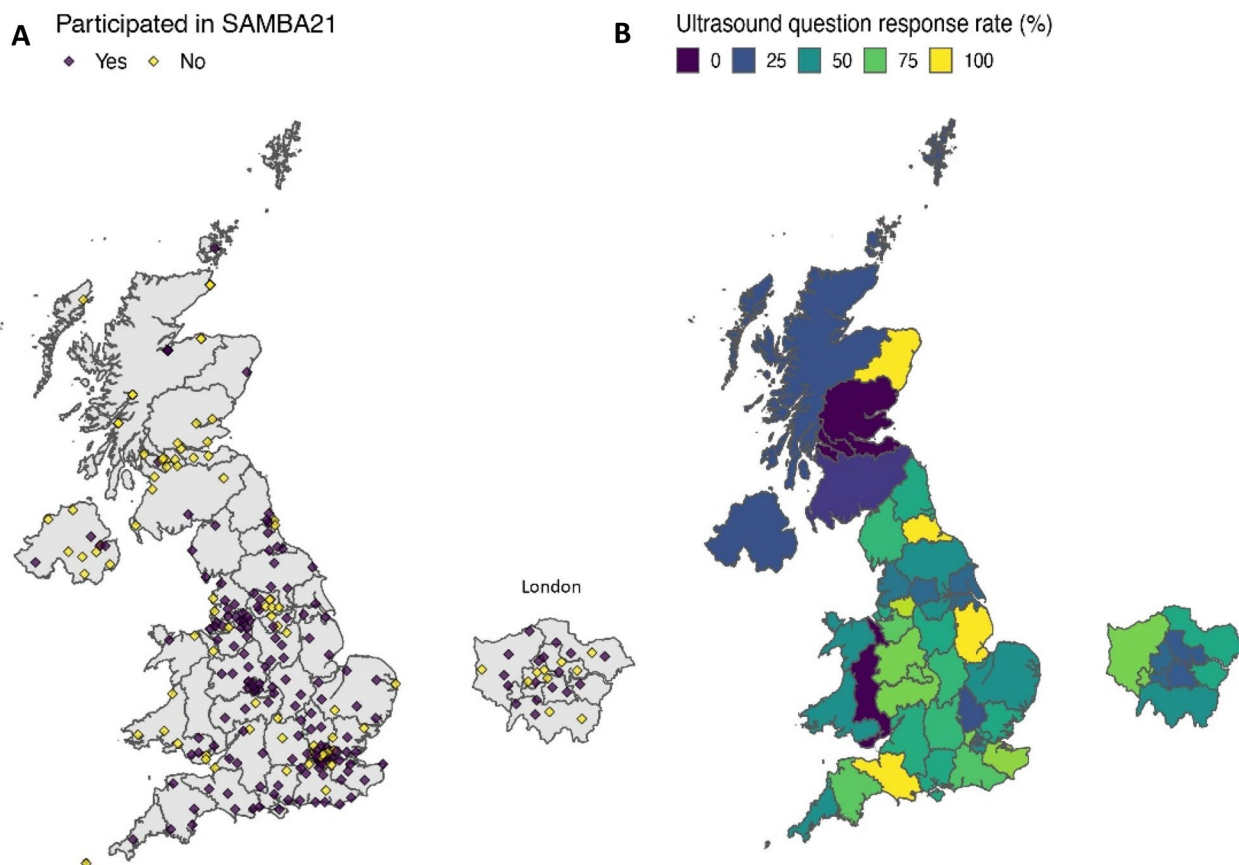 A Participated in SAMBA21
Yes No
London
B Ultrasound question response rate (%)
0 25 50 75 100